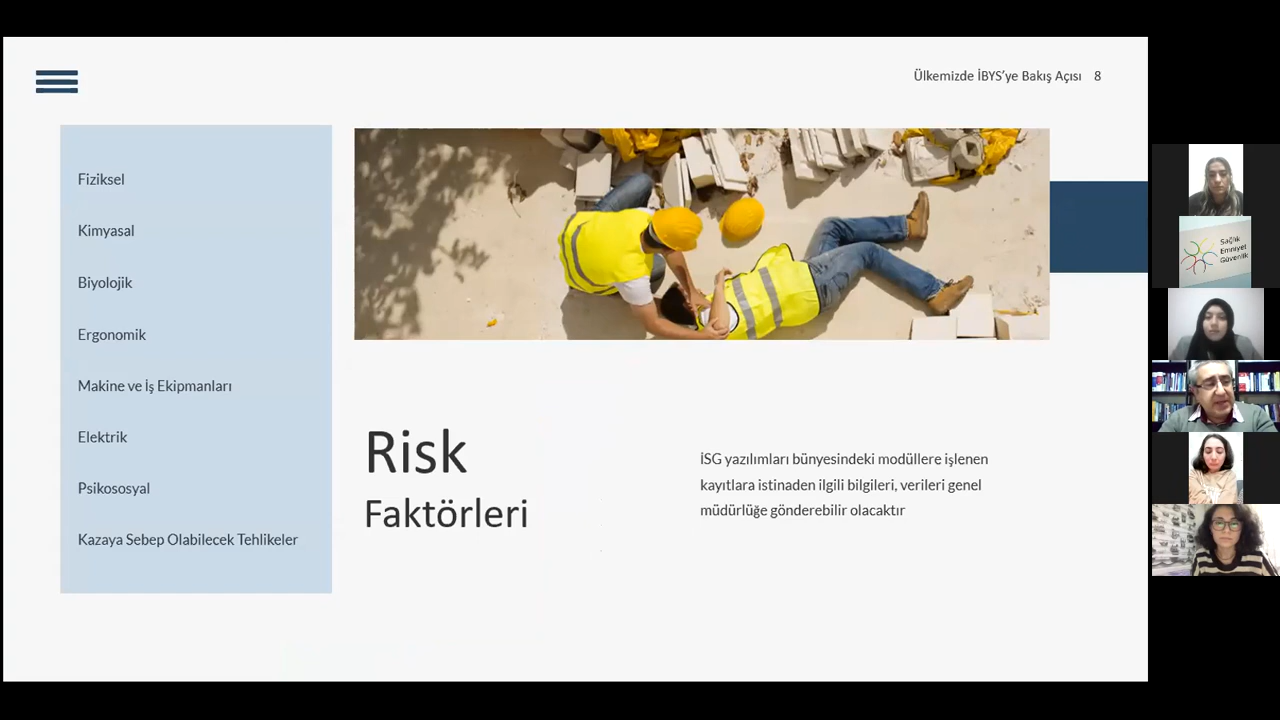 Ülkemizde İBYS’ye Bakış Açısı 8
Fiziksel
Kimyasal
Biyolojik
Ergonomik
Makine ve İş Ekipmanları
Elektrik
Psikososyal
Kazaya Sebep Olabilecek Tehlikeler
Risk
Faktörleri
İSG yazılımları bünyesindeki modüllere işlenen
kayıtlara istinaden ilgili bilgileri, verileri genel
müdürlüğe gönderebilir olacaktır
Sağlık
Emniyet
Güvenlik